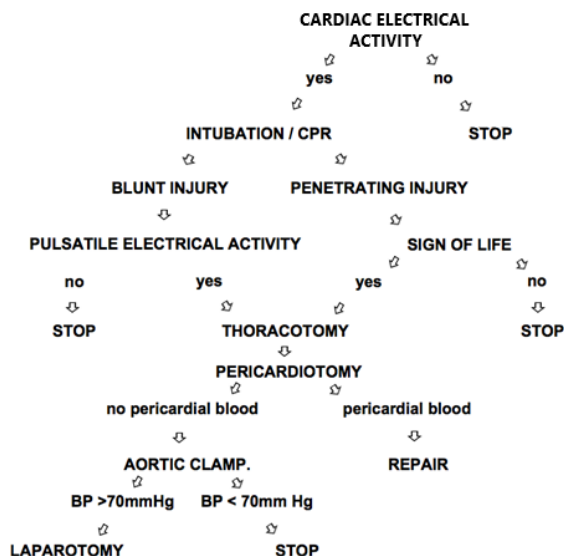 CARDIAC ELECTRICAL
ACTIVITY
yes no
INTUBATION / CPR STOP
BLUNT INJURY PENETRATING INJURY
PULSATILE ELECTRICAL ACTIVITY SIGN OF LIFE
no yes yes no
STOP THORACOTOMY STOP
PERICARDIOTOMY
no pericardial blood pericardial blood
AORTIC CLAMP. REPAIR
BP >70mmHg BP < 70mm Hg
LAPAROTOMY STOP